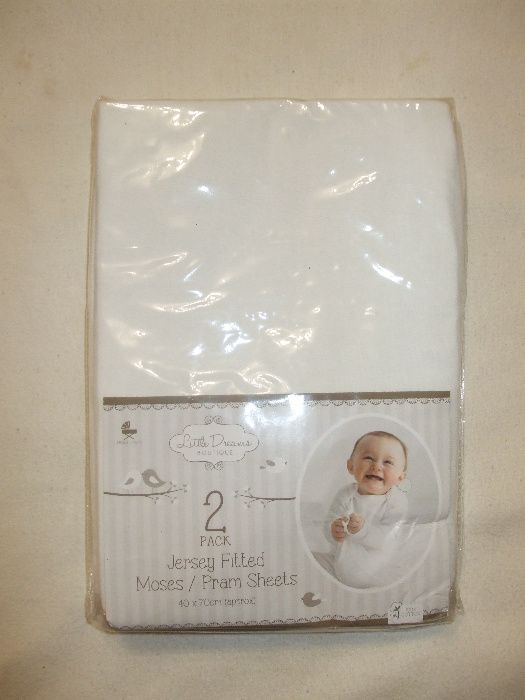 Little Dreams
BOUTIQUE
2
PACK
Jersey Fitted
Moses / Pram Sheets
40 x 70cm (approx)